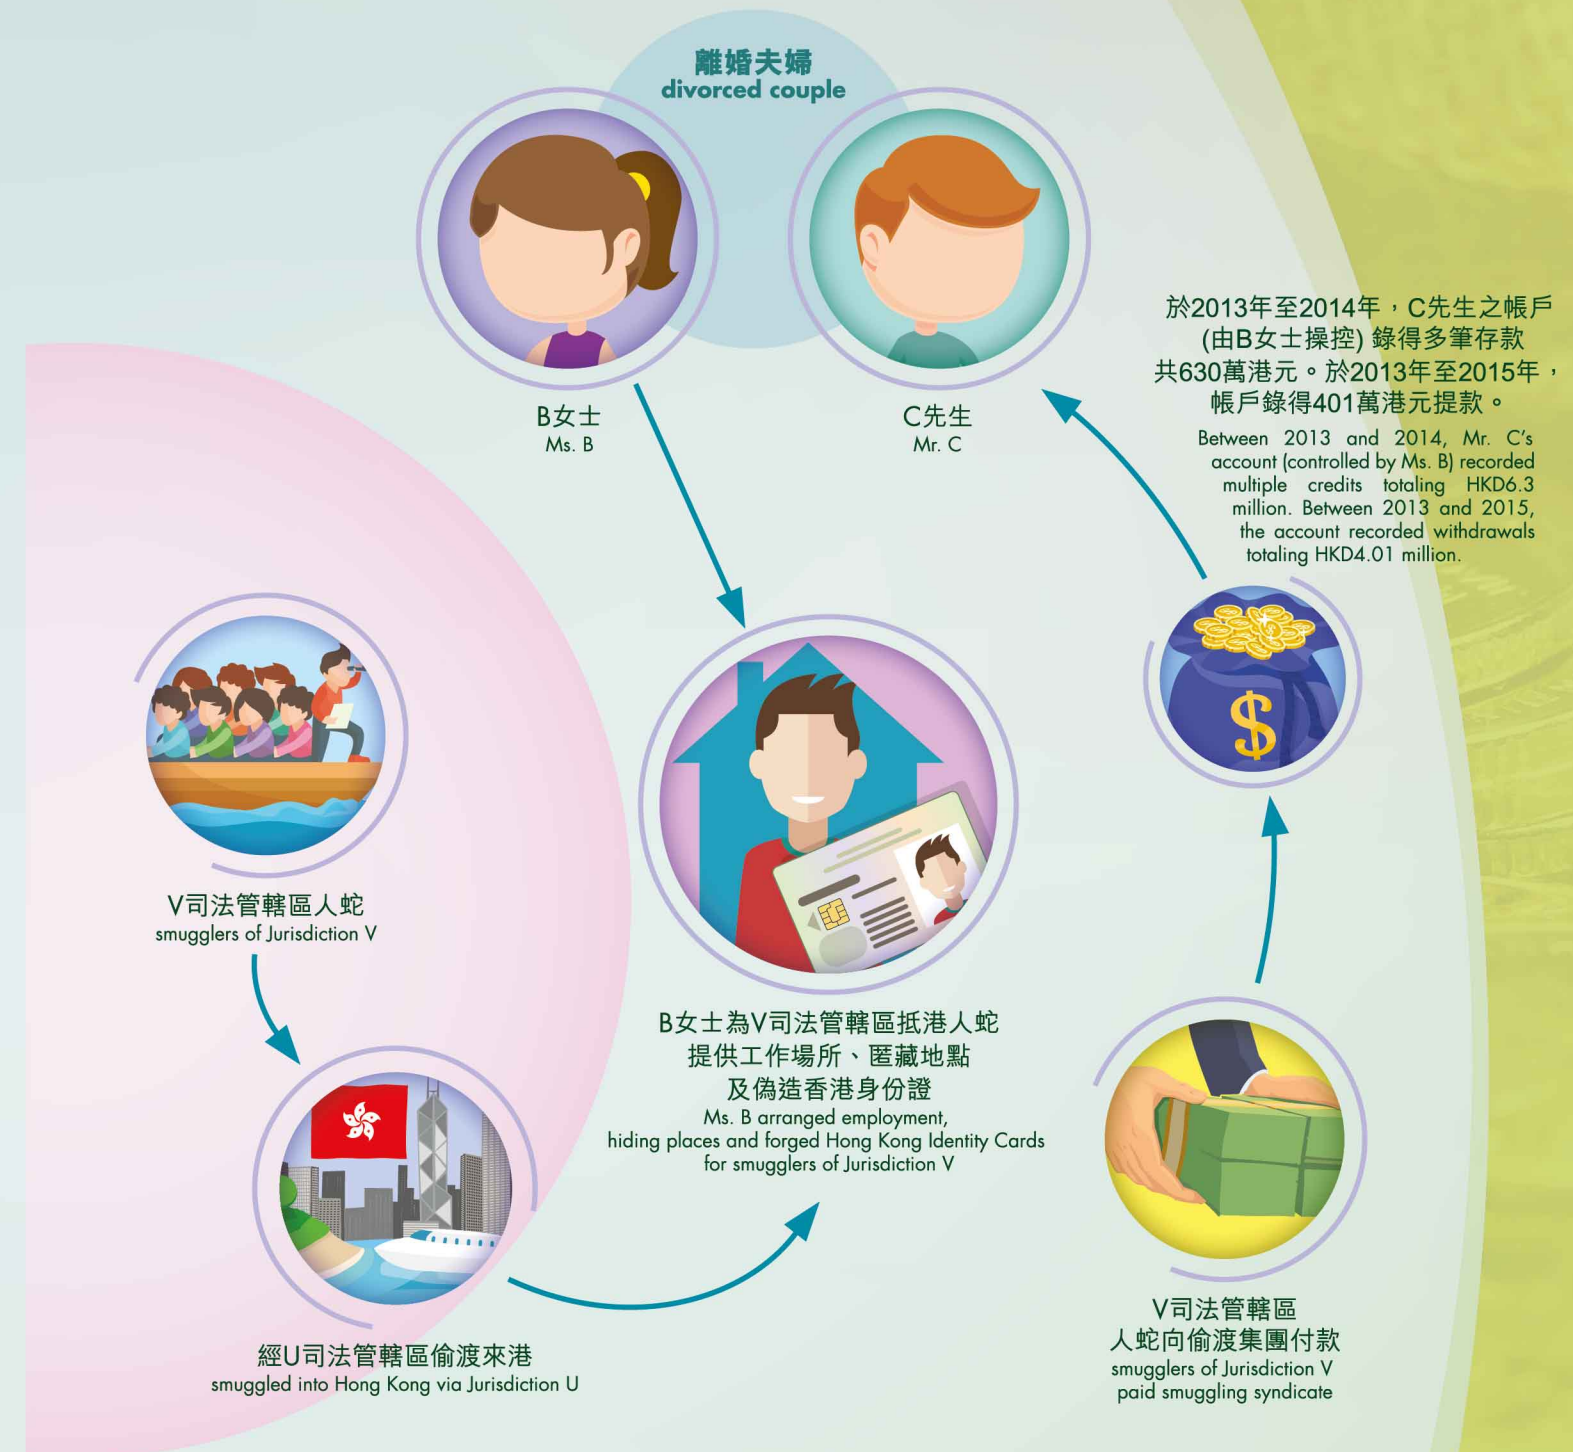 離婚夫婦
divorced couple
B女士
Ms. B
C先生
Mr. C
於2013年至2014年，C先生之帳戶
(由B女士操控) 錄得多筆存款
共630萬港元。於2013年至2015年，
帳戶錄得401萬港元提款。
Between 2013 and 2014, Mr. C’s
account (controlled by Ms. B) recorded
multiple credits totaling HKD6.3
million. Between 2013 and 2015,
the account recorded withdrawals
totaling HKD4.01 million.
$
V司法管轄區人蛇
smugglers of Jurisdiction V
經U司法管轄區偷渡來港
smuggled into Hong Kong via Jurisdiction U
B女士為V司法管轄區抵港人蛇
提供工作場所、匿藏地點
及偽造香港身份證
Ms. B arranged employment,
hiding places and forged Hong Kong Identity Cards
for smugglers of Jurisdiction V
V司法管轄區
人蛇向偷渡集團付款
smugglers of Jurisdiction V
paid smuggling syndicate